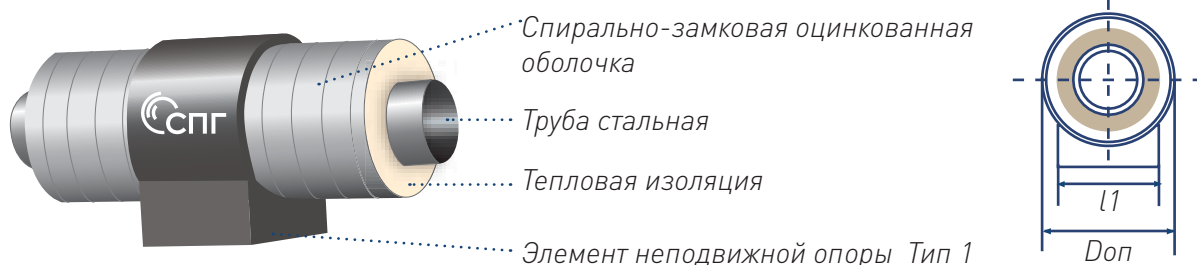 Спирально-замковая оцинкованная
оболочка
СПГ
Труба стальная
Тепловая изоляция
Элемент неподвижной опоры Тип 1
l1
Dоп